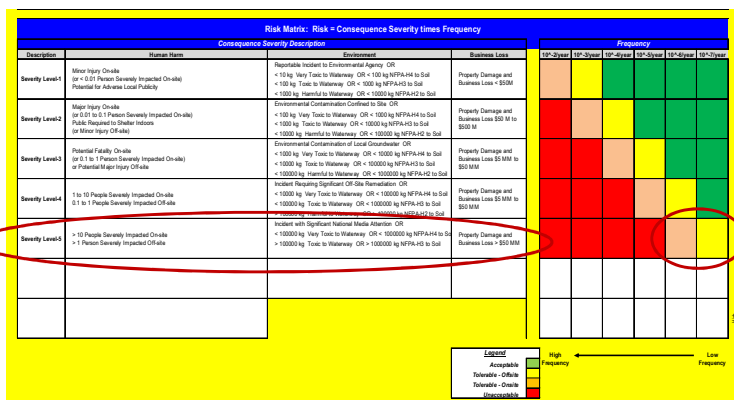 Risk Matrix: Risk = Consequence Severity times Frequency
Consequence Severity Description
Frequency
Description
Human Harm
Environment
Business Loss
10^-2/year
10^-3/year
10^-4/year
10^-5/year
10^-6/year
10^-7/year
Severity Level-1
Minor Injury On-site
(or < 0.01 Person Severely Impacted On-site)
Potential for Adverse Local Publicity
Reportable Incident to Environmental Agency OR
< 10 kg Very Toxic to Waterway OR < 100 kg NFPA-H4 to Soil
< 100 kg Toxic to Waterway OR < 1000 kg NFPA-H3 to Soil
< 1000 kg Harmful to Waterway OR < 10000 kg NFPA-H2 to Soil
Property Damage and
Business Loss < $50M
Severity Level-2
Major Injury On-site
(or 0.01 to 0.1 Person Severely Impacted On-site)
Public Required to Shelter Indoors
(or Minor Injury Off-site)
Environmental Contamination Confined to Site OR
< 100 kg Very Toxic to Waterway OR < 1000 kg NFPA-H4 to Soil
< 1000 kg Toxic to Waterway OR < 10000 kg NFPA-H3 to Soil
< 10000 kg Harmful to Waterway OR < 100000 kg NFPA-H2 to Soil
Property Damage and
Business Loss $50 M to
$500 M
Severity Level-3
Potential Fatality On-site
(or 0.1 to 1 Person Severely Impacted On-site)
or Potential Major Injury Off-site
Environmental Contamination of Local Groundwater OR
< 1000 kg Very Toxic to Waterway OR < 10000 kg NFPA-H4 to Soil
< 10000 kg Toxic to Waterway OR < 100000 kg NFPA-H3 to Soil
< 100000 kg Harmful to Waterway OR < 1000000 kg NFPA-H2 to Soil
Property Damage and
Business Loss $5 MM to
$50 MM
Severity Level-4
1 to 10 People Severely Impacted On-site
0.1 to 1 People Severely Impacted Off-site
Incident Requiring Significant Off-Site Remediation OR
< 10000 kg Very Toxic to Waterway OR < 100000 kg NFPA-H4 to Soil
< 100000 kg Toxic to Waterway OR < 1000000 kg NFPA-H3 to Soil
Harmful to Waterway NFPA-H2 to Soil
Property Damage and
Business Loss $5 MM to
$50 MM
Severity Level-5
> 10 People Severely Impacted On-site
> 1 Person Severely Impacted Off-site
Incident with Significant National Media Attention OR
> 100000 kg Very Toxic to Waterway OR < 1000000 kg NFPA-H4 to Soi
> 100000 kg Toxic to Waterway OR > 1000000 kg NFPA-H3 to Soil
Property Damage and
Business Loss > $50 MM
Legend
Acceptable
Tolerable - Offsite
Tolerable - Onsite
Unacceptable
High
Frequency
Low
Frequency